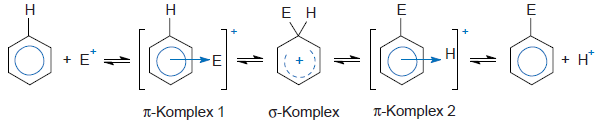 H H E H E E
+ E⁺ + E + + H + + H⁺
π-Komplex 1 σ-Komplex π-Komplex 2